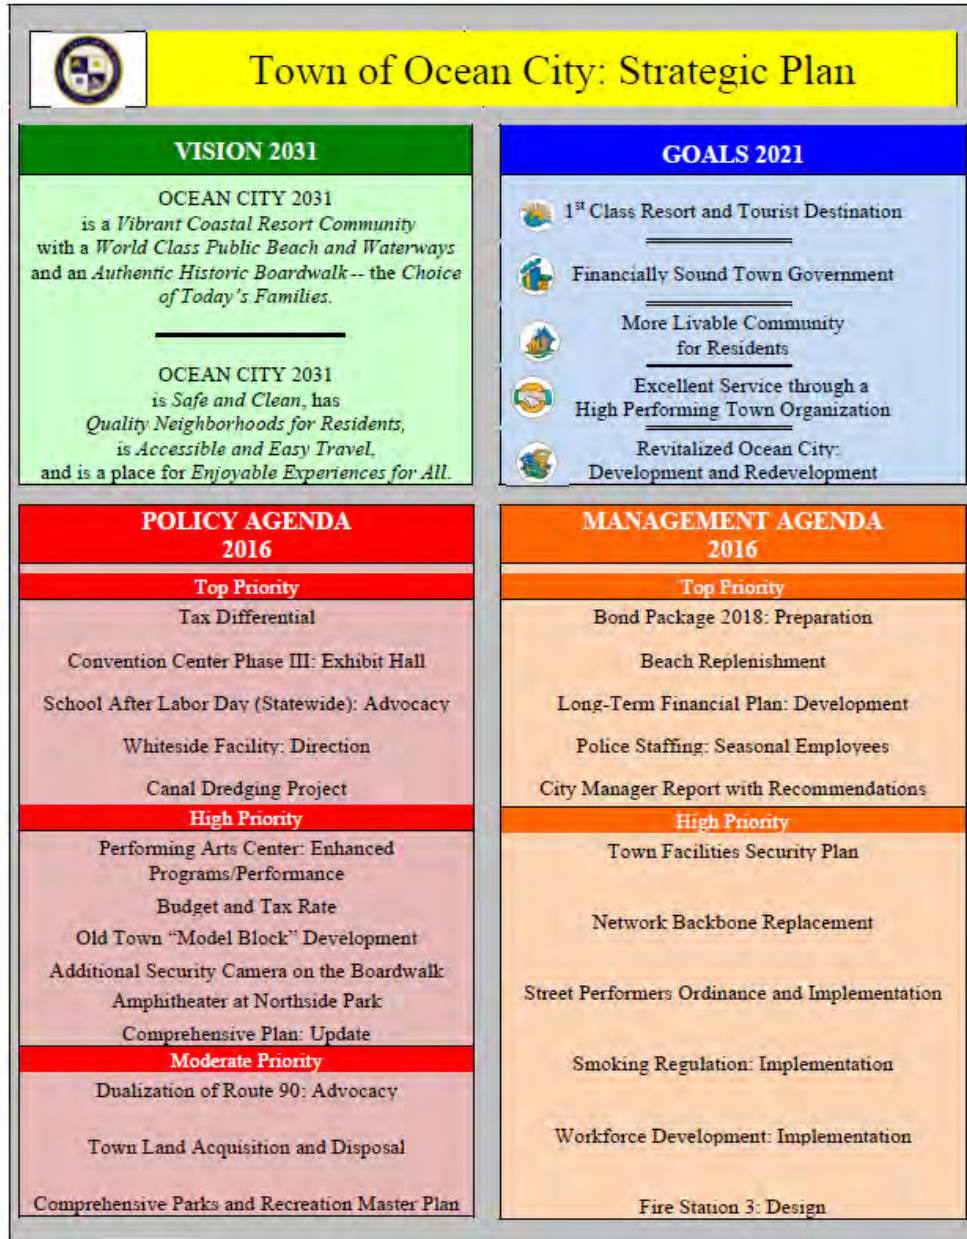 Town of Ocean City: Strategic Plan
VISION 2031
OCEAN CITY 2031
is a Vibrant Coastal Resort Community
with a World Class Public Beach and Waterways
and an Authentic Historic Boardwalk -- the Choice
of Today's Families.
OCEAN CITY 2031
is Safe and Clean, has
Quality Neighborhoods for Residents,
is Accessible and Easy Travel,
and is a place for Enjoyable Experiences for All.
GOALS 2021
1st Class Resort and Tourist Destination
Financially Sound Town Government
More Livable Community
for Residents
Excellent Service through a
High Performing Town Organization
Revitalized Ocean City:
Development and Redevelopment
POLICY AGENDA
2016
Top Priority
Tax Differential
Convention Center Phase III: Exhibit Hall
School After Labor Day (Statewide): Advocacy
Whiteside Facility: Direction
Canal Dredging Project
High Priority
Performing Arts Center: Enhanced
Programs/Performance
Budget and Tax Rate
Old Town "Model Block" Development
Additional Security Camera on the Boardwalk
Amphitheater at Northside Park
Comprehensive Plan: Update
Moderate Priority
Dualization of Route 90: Advocacy
Town Land Acquisition and Disposal
Comprehensive Parks and Recreation Master Plan
MANAGEMENT AGENDA
2016
Top Priority
Bond Package 2018: Preparation
Beach Replenishment
Long-Term Financial Plan: Development
Police Staffing: Seasonal Employees
City Manager Report with Recommendations
High Priority
Town Facilities Security Plan
Network Backbone Replacement
Street Performers Ordinance and Implementation
Smoking Regulation: Implementation
Workforce Development: Implementation
Fire Station 3: Design